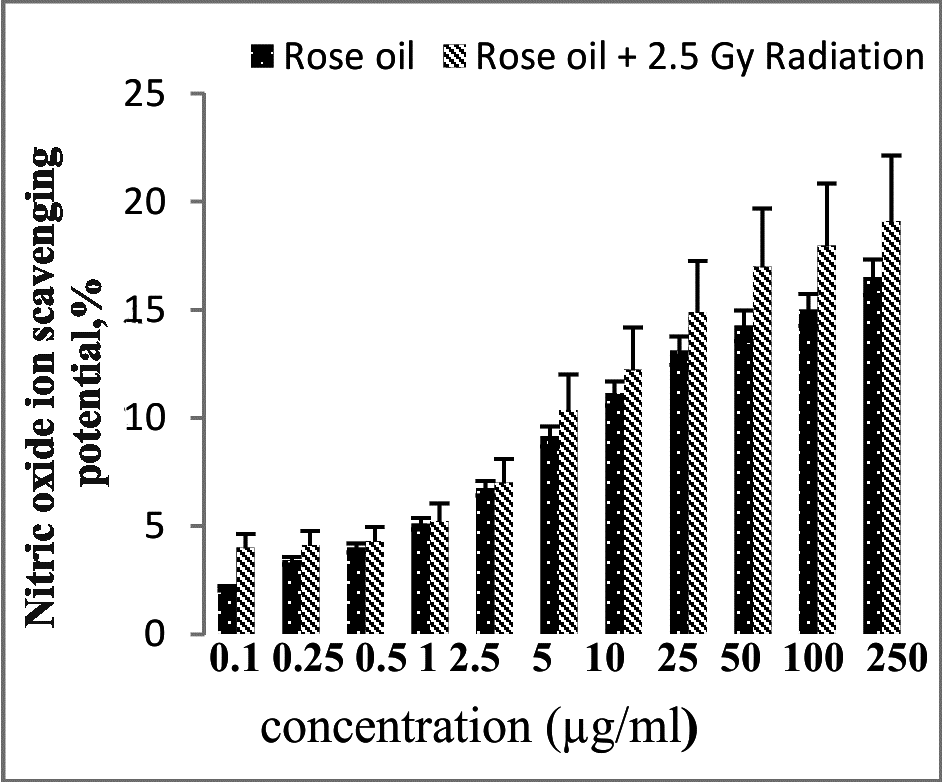 Rose oil Rose oil + 2.5 Gy Radiation
25
20
15
10
5
0
Nitric oxide ion scavenging
potential,%
0.1 0.25 0.5 1 2.5 5 10 25 50 100 250
concentration (µg/ml)